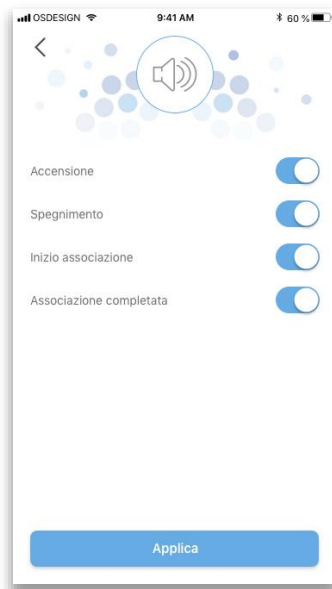 OSDESIGN 9:41 AM 60 %
Accensione
Spegnimento
Inizio associazione
Associazione completata
Applica